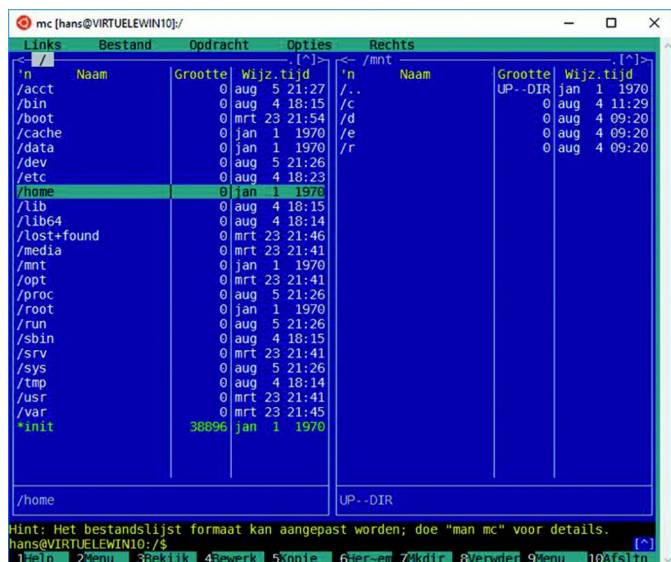 mc [hans@VIRTUELEWIN10]:/
Links Bestand Opdracht Opties Rechts
<- / .[^]> <- /mnt .[^]>
'n Naam Grootte Wijz.tijd 'n Naam Grootte Wijz.tijd
/acct 0 aug 5 21:27 /.. UP--DIR jan 1 1970
/bin 0 aug 4 18:15 /c 0 aug 4 11:29
/boot 0 mrt 23 21:54 /d 0 aug 4 09:20
/cache 0 jan 1 1970 /e 0 aug 4 09:20
/data 0 jan 1 1970 /r 0 aug 4 09:20
/dev 0 aug 5 21:26
/etc 0 aug 4 18:23
/home 0 jan 1 1970
/lib 0 aug 4 18:15
/lib64 0 aug 4 18:14
/lost+found 0 mrt 23 21:46
/media 0 mrt 23 21:41
/mnt 0 jan 1 1970
/opt 0 mrt 23 21:41
/proc 0 aug 5 21:26
/root 0 jan 1 1970
/run 0 aug 5 21:26
/sbin 0 aug 4 18:15
/srv 0 mrt 23 21:41
/sys 0 aug 5 21:26
/tmp 0 aug 4 18:14
/usr 0 mrt 23 21:41
/var 0 mrt 23 21:45
*init 38896 jan 1 1970
/home UP--DIR
Hint: Het bestandslijst formaat kan aangepast worden; doe "man mc" voor details.
hans@VIRTUELEWIN10:/$ [^]
1Help 2Menu 3Bekijk 4Bewerk 5Kopie 6Her~em 7Mkdir 8Verwder 9Menu 10Afsltn